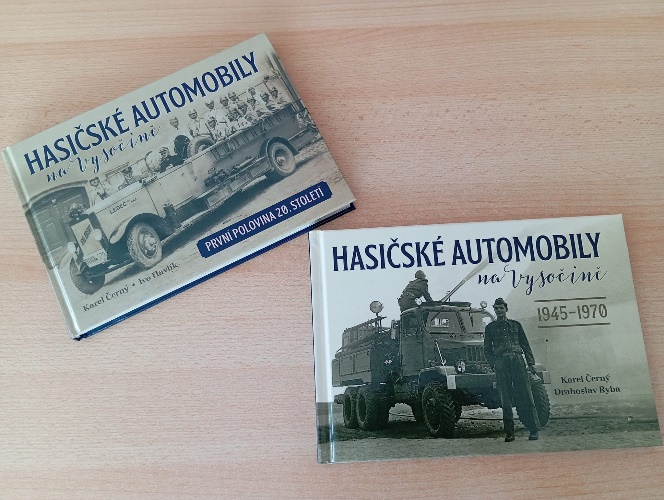 HASIČSKÉ AUTOMOBILY
na Vysočině
LEDEČ
PRVNÍ POLOVINA 20. STOLETÍ
Karel Černý • Ivo Havlík
HASIČSKÉ AUTOMOBILY
na Vysočině
1945–1970
Karel Černý
Drahoslav Ryba